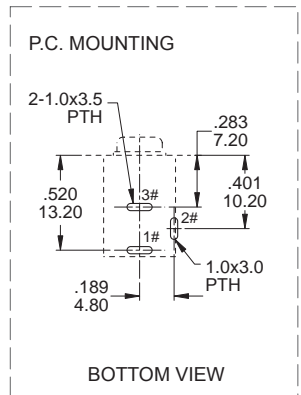 P.C. MOUNTING
2-1.0x3.5
PTH
.283
7.20
.520
13.20
.401
10.20
3#
2#
1#
.189
4.80
1.0x3.0
PTH
BOTTOM VIEW